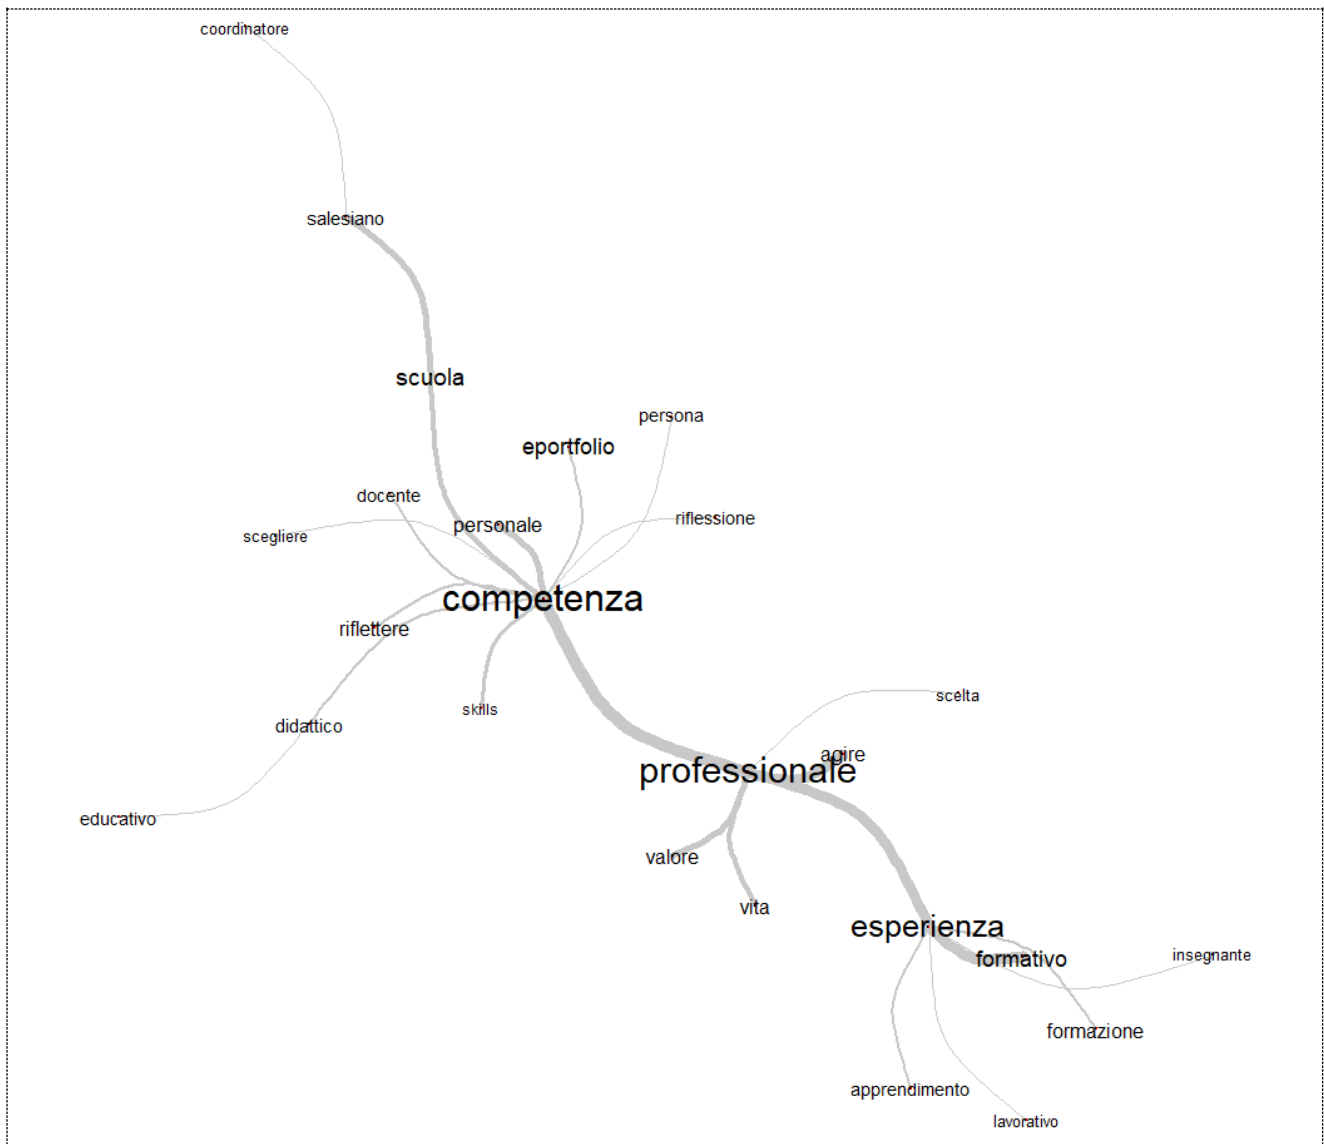 coordinatore
salesiano
scuola
persona
eportfolio
docente
personale
riflessione
scegliere
competenza
riflettere
scelta
skills
didattico
agire
professionale
educativo
valore
vita
esperienza
formativo
insegnante
formazione
apprendimento
lavorativo